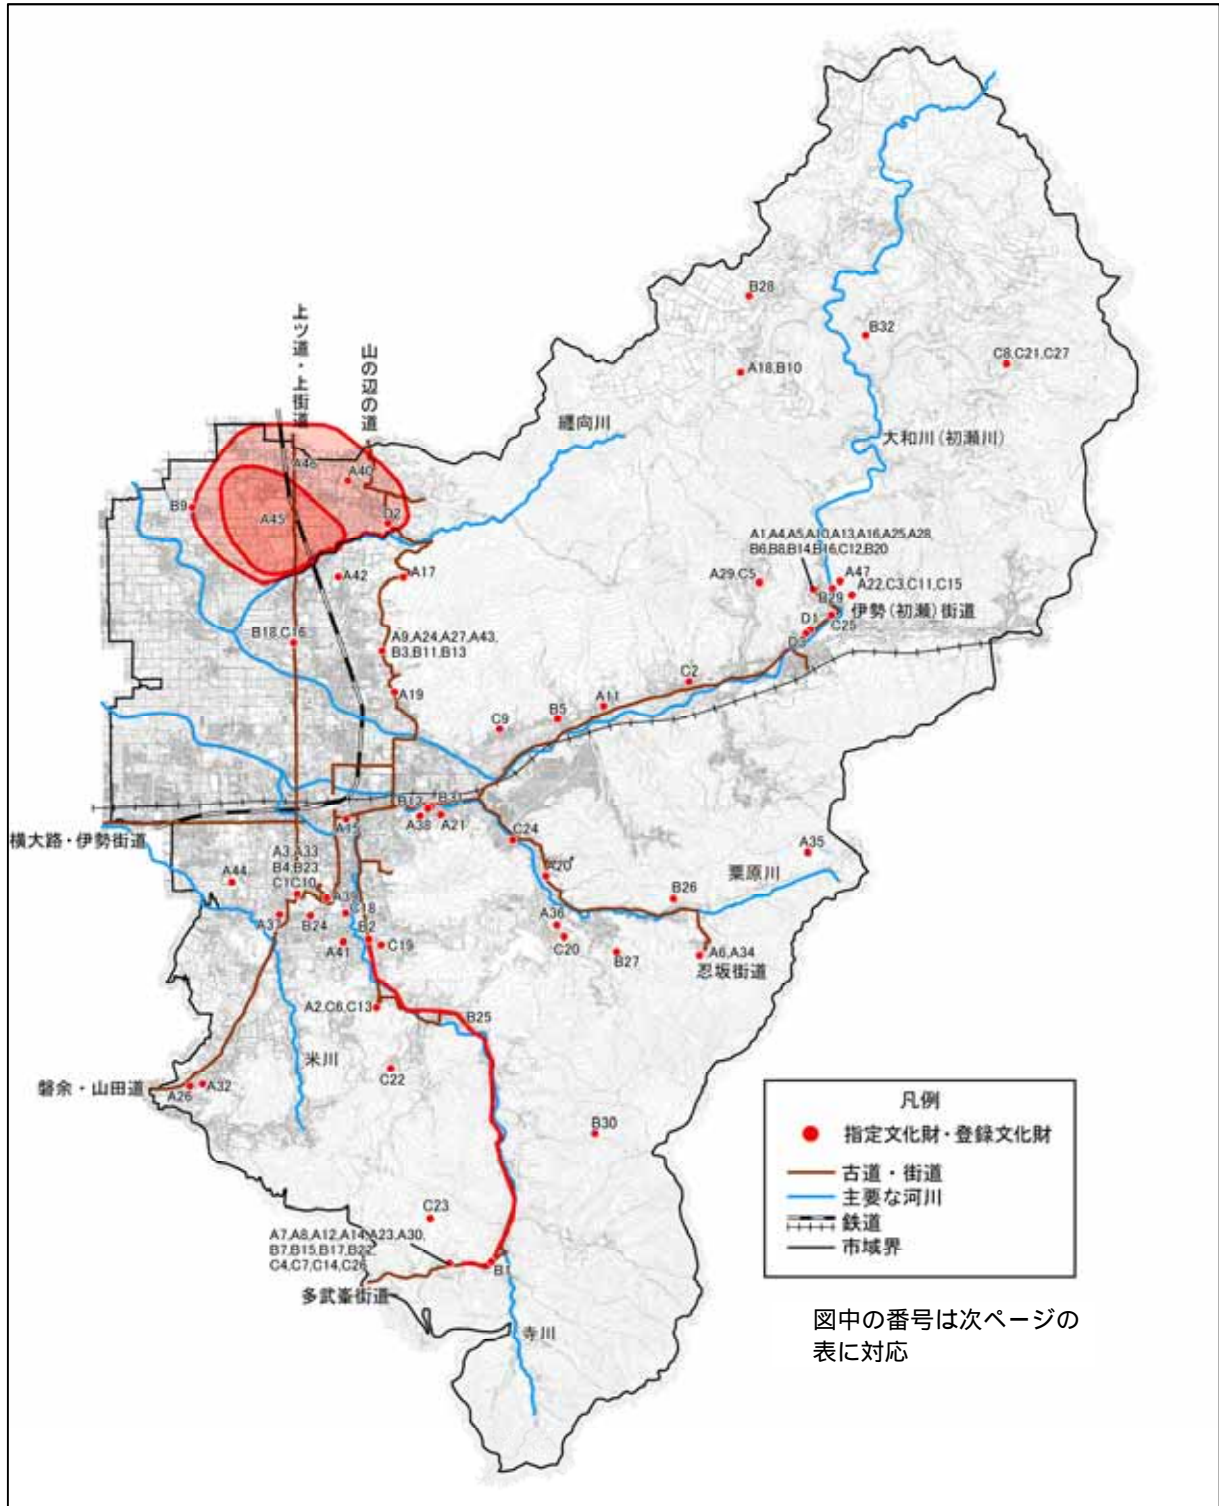 上ツ道・上街道
山の辺の道
B28
B32
A18,B10
C8,C21,C27
纒向川
大和川(初瀬川)
A46
A40
B9
A45
D2
A42
A17
A1,A4,A5,A10,A13,A16,A25,A28,
B6,B8,B14,B16,C12,B20
A29,C5
A47
A22,C3,C11,C15
B29
伊勢(初瀬)街道
D1
C25
D3
B18,C16
A9,A24,A27,A43,
B3,B11,B13
A19
C2
A11
B5
C9
B12
B31
A38
A21
A15
横大路・伊勢街道
C24
A3,A33
B4,B23
C1C10
A44
A20
A35
粟原川
B26
A39
C18
A37
B24
B2
A41
C19
A36
C20
B27
A6,A34
忍坂街道
A2,C6,C13
B25
米川
C22
磐余・山田道
A26
A32
B30
C23
A7,A8,A12,A14,A23,A30,
B7,B15,B17,B22,
C4,C7,C14,C26
B1
多武峯街道
寺川
凡例
指定文化財・登録文化財
古道・街道
主要な河川
鉄道
市域界
図中の番号は次ページの
表に対応